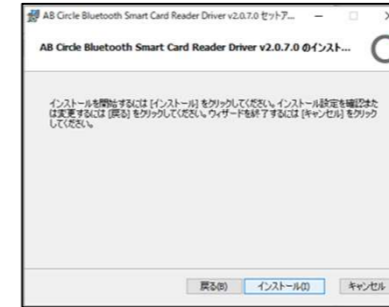 AB Circle Bluetooth Smart Card Reader Driver v2.0.7.0 セットア...
AB Circle Bluetooth Smart Card Reader Driver v2.0.7.0 のインスト...
インストールを開始するには [インストール] をクリックしてください。インストール設定を確認また
は変更するには [戻る] をクリックしてください。ウィザードを終了するには [キャンセル] をクリック
してください。
戻る(B) インストール(I) キャンセル